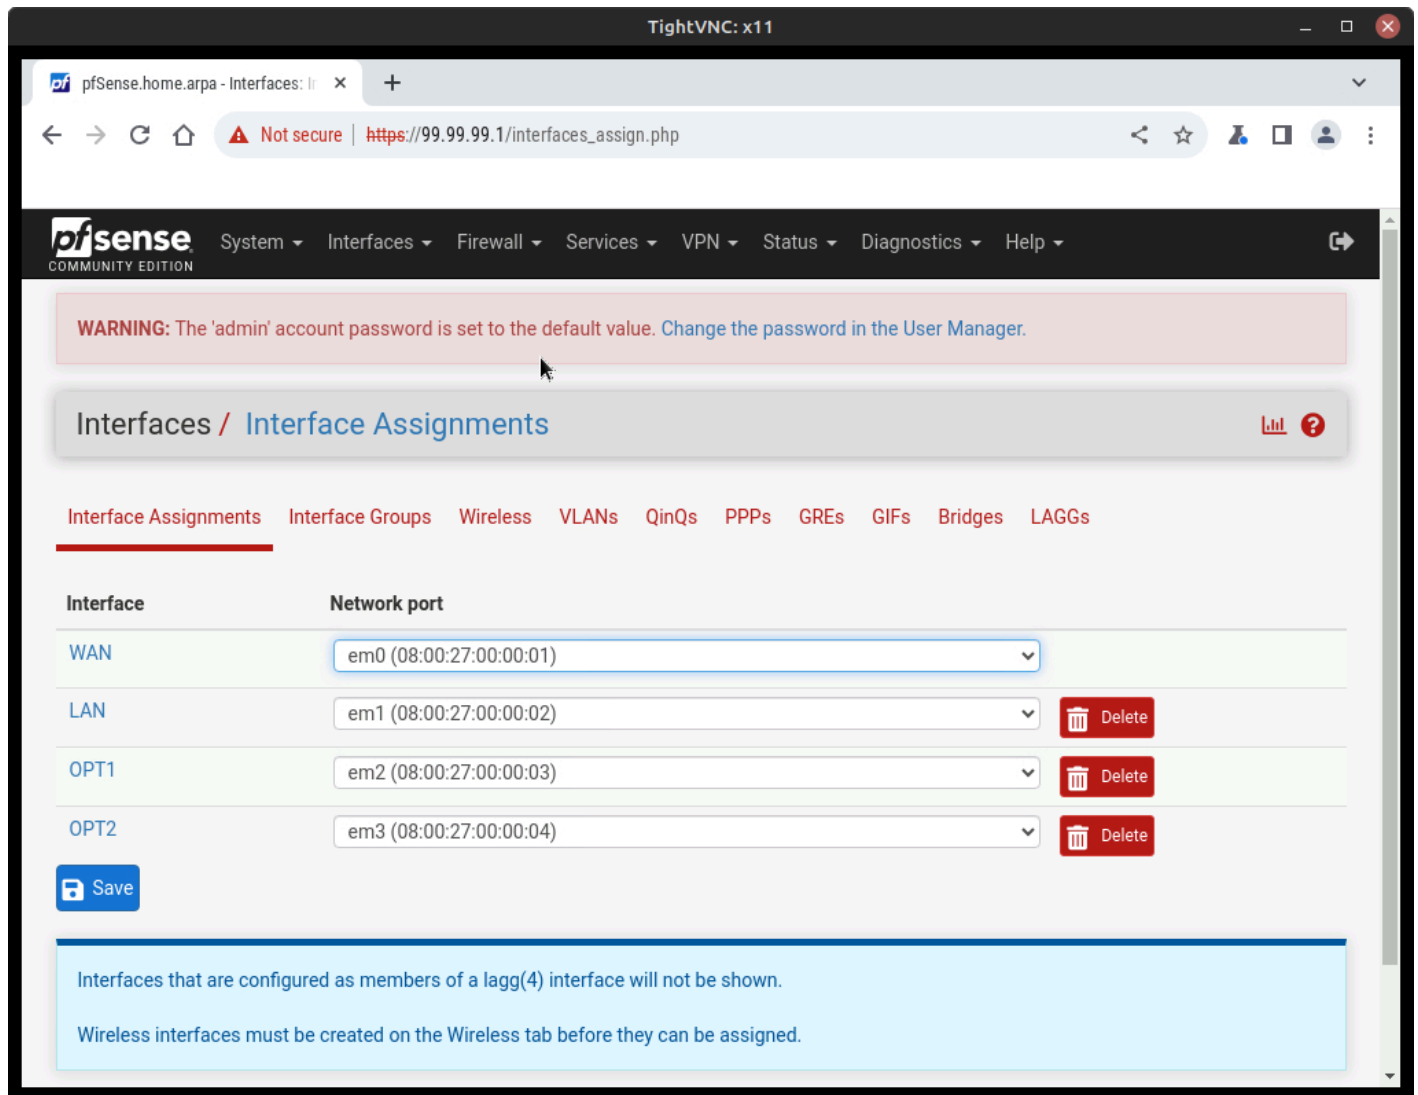 TightVNC: x11
pfSense.home.arpa - Interfaces: I
Not secure | https://99.99.99.1/interfaces_assign.php
pfsense System Interfaces Firewall Services VPN Status Diagnostics Help
COMMUNITY EDITION
WARNING: The 'admin' account password is set to the default value. Change the password in the User Manager.
Interfaces / Interface Assignments
Interface Assignments Interface Groups Wireless VLANs QinQs PPPs GREs GIFs Bridges LAGGs
Interface Network port
WAN em0 (08:00:27:00:00:01)
LAN em1 (08:00:27:00:00:02) Delete
OPT1 em2 (08:00:27:00:00:03) Delete
OPT2 em3 (08:00:27:00:00:04) Delete
Save
Interfaces that are configured as members of a lagg(4) interface will not be shown.
Wireless interfaces must be created on the Wireless tab before they can be assigned.